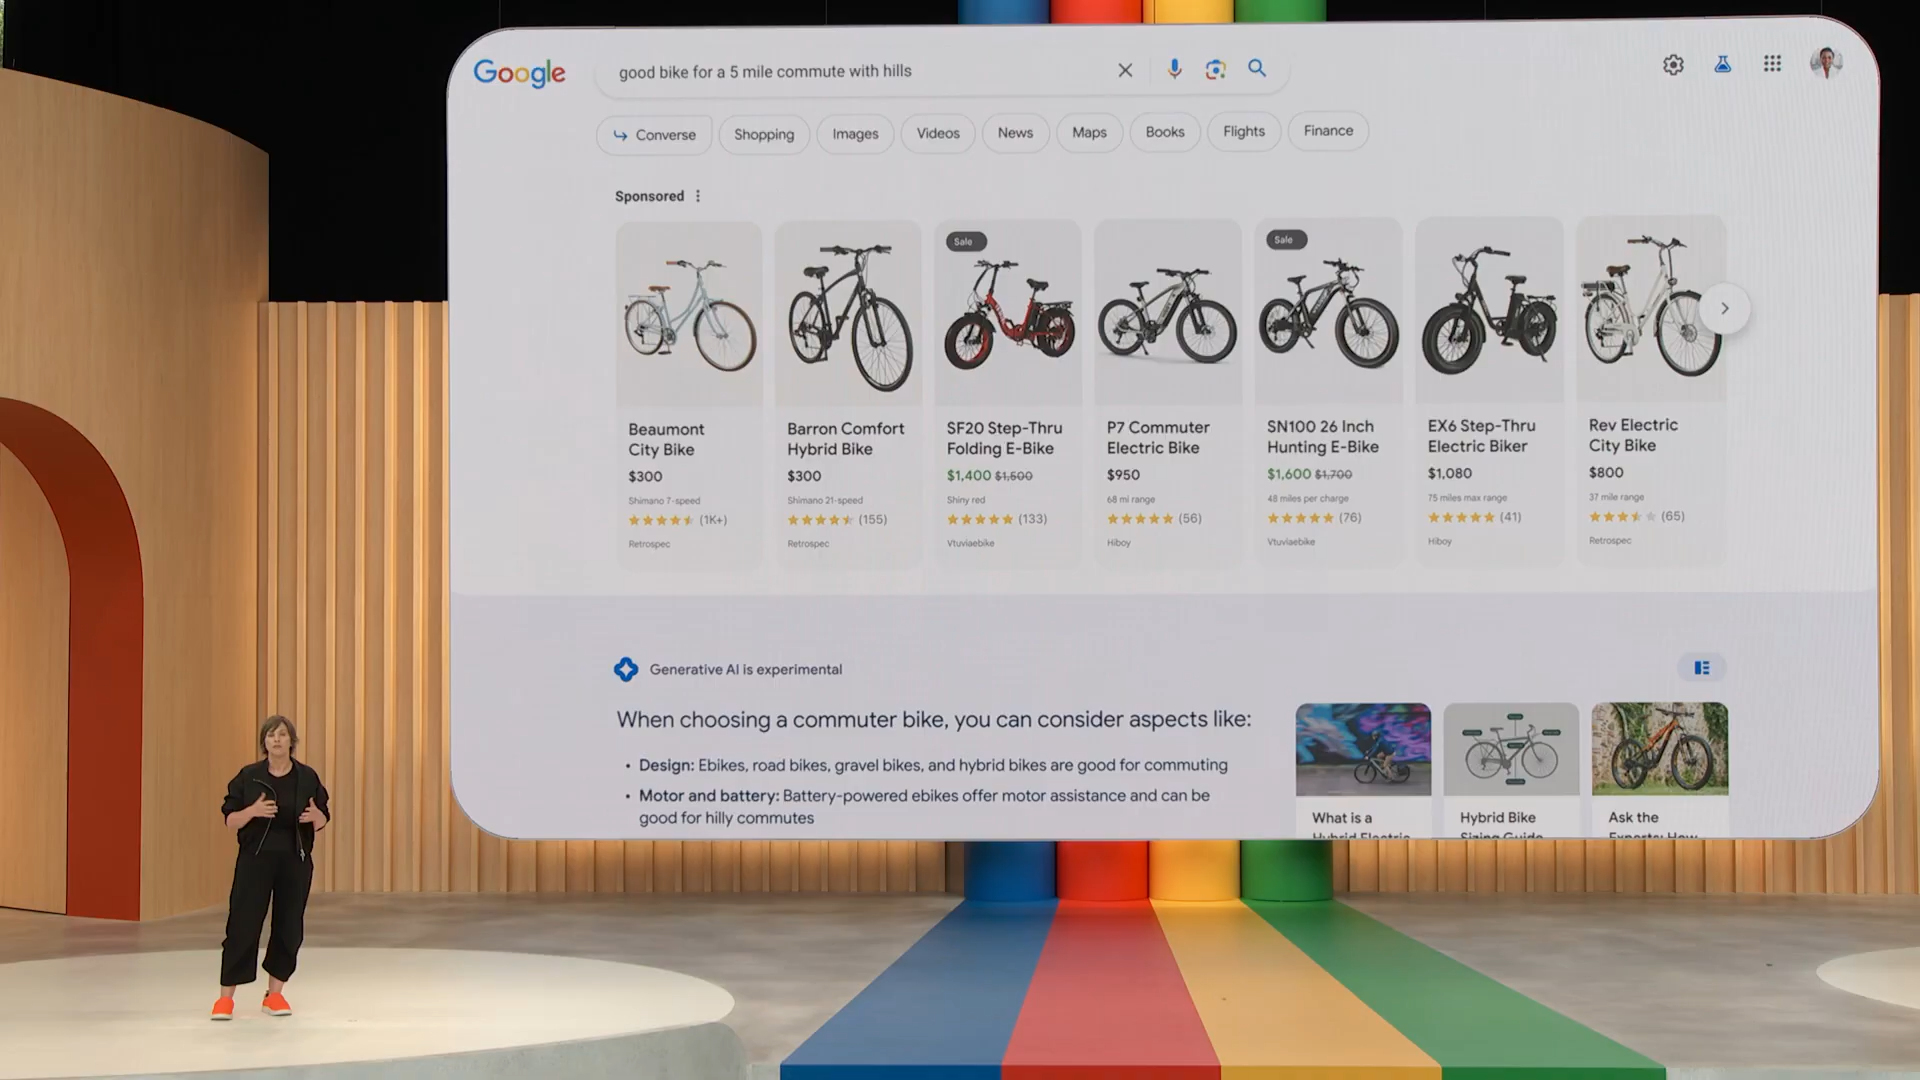 Google
good bike for a 5 mile commute with hills
Converse
Shopping
Images
Videos
News
Maps
Books
Flights
Finance
Sponsored
Beaumont
City Bike
$300
Shimano 7-speed
(1K+)
Retrospec
Barron Comfort
Hybrid Bike
$300
Shimano 21-speed
(155)
Retrospec
Sale
SF20 Step-Thru
Folding E-Bike
$1,400 $1,500
Shiny red
(133)
Vtuviaebike
P7 Commuter
Electric Bike
$950
68 mi range
(56)
Hiboy
Sale
SN100 26 Inch
Hunting E-Bike
$1,600 $1,700
48 miles per charge
(76)
Vtuviaebike
EX6 Step-Thru
Electric Biker
$1,080
75 miles max range
(41)
Hiboy
Rev Electric
City Bike
$800
37 mile range
(65)
Retrospec
Generative AI is experimental
When choosing a commuter bike, you can consider aspects like:
• Design: Ebikes, road bikes, gravel bikes, and hybrid bikes are good for commuting
• Motor and battery: Battery-powered ebikes offer motor assistance and can be
good for hilly commutes
What is a
Hybrid Electric
Hybrid Bike
Sizing Guide
Ask the
Experts: How